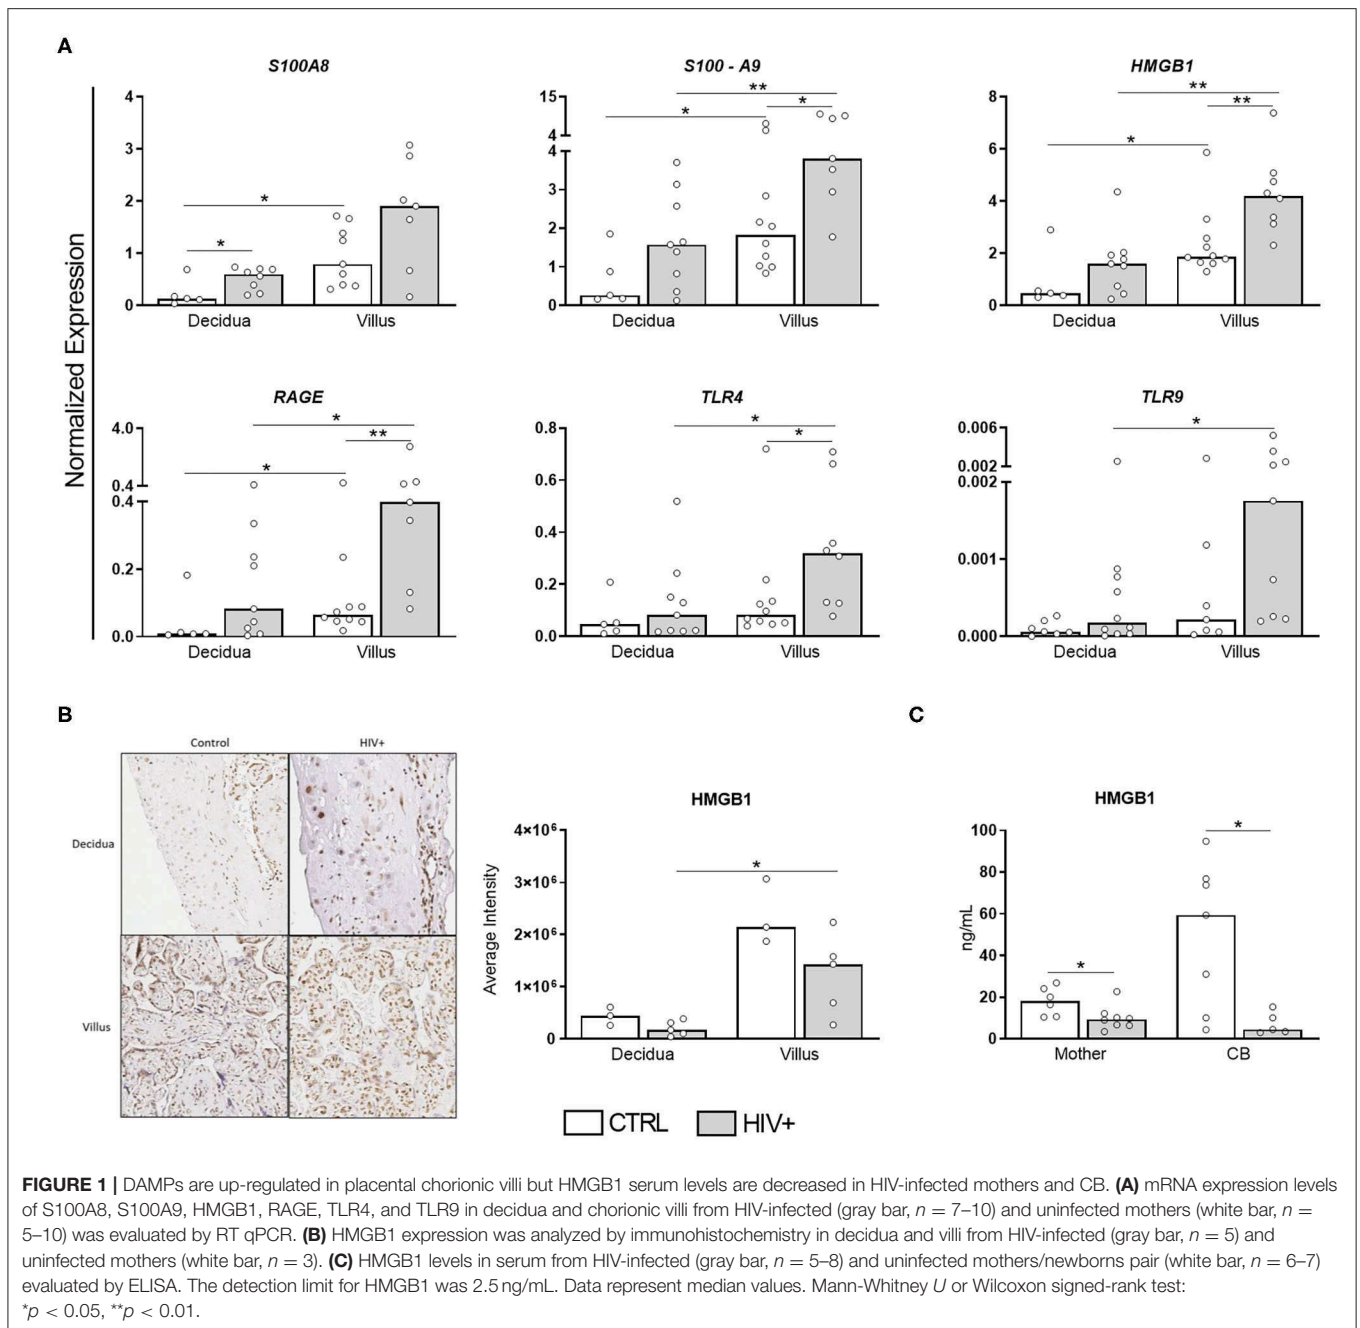 A
S100A8
S100 - A9
HMGB1
Normalized Expression
4
3
2
1
0
*
*
Decidua
Villus
15
4
4
3
2
1
0
*
**
*
Decidua
Villus
8
6
4
2
0
*
**
**
Decidua
Villus
RAGE
TLR4
TLR9
4.0
0.4
0.4
0.2
0.0
*
*
**
Decidua
Villus
0.8
0.6
0.4
0.2
0.0
*
*
Decidua
Villus
0.006
0.002
0.002
0.001
0.000
*
Decidua
Villus
B
Control
HIV+
Decidua
Villus
HMGB1
Average Intensity
4×10⁶
3×10⁶
2×10⁶
1×10⁶
0
*
Decidua
Villus
C
HMGB1
ng/mL
100
80
60
40
20
0
*
*
Mother
CB
CTRL
HIV+
FIGURE 1 | DAMPs are up-regulated in placental chorionic villi but HMGB1 serum levels are decreased in HIV-infected mothers and CB. (A) mRNA expression levels
of S100A8, S100A9, HMGB1, RAGE, TLR4, and TLR9 in decidua and chorionic villi from HIV-infected (gray bar, n = 7–10) and uninfected mothers (white bar, n =
5–10) was evaluated by RT qPCR. (B) HMGB1 expression was analyzed by immunohistochemistry in decidua and villi from HIV-infected (gray bar, n = 5) and
uninfected mothers (white bar, n = 3). (C) HMGB1 levels in serum from HIV-infected (gray bar, n = 5–8) and uninfected mothers/newborns pair (white bar, n = 6–7)
evaluated by ELISA. The detection limit for HMGB1 was 2.5 ng/mL. Data represent median values. Mann-Whitney U or Wilcoxon signed-rank test:
*p < 0.05, **p < 0.01.